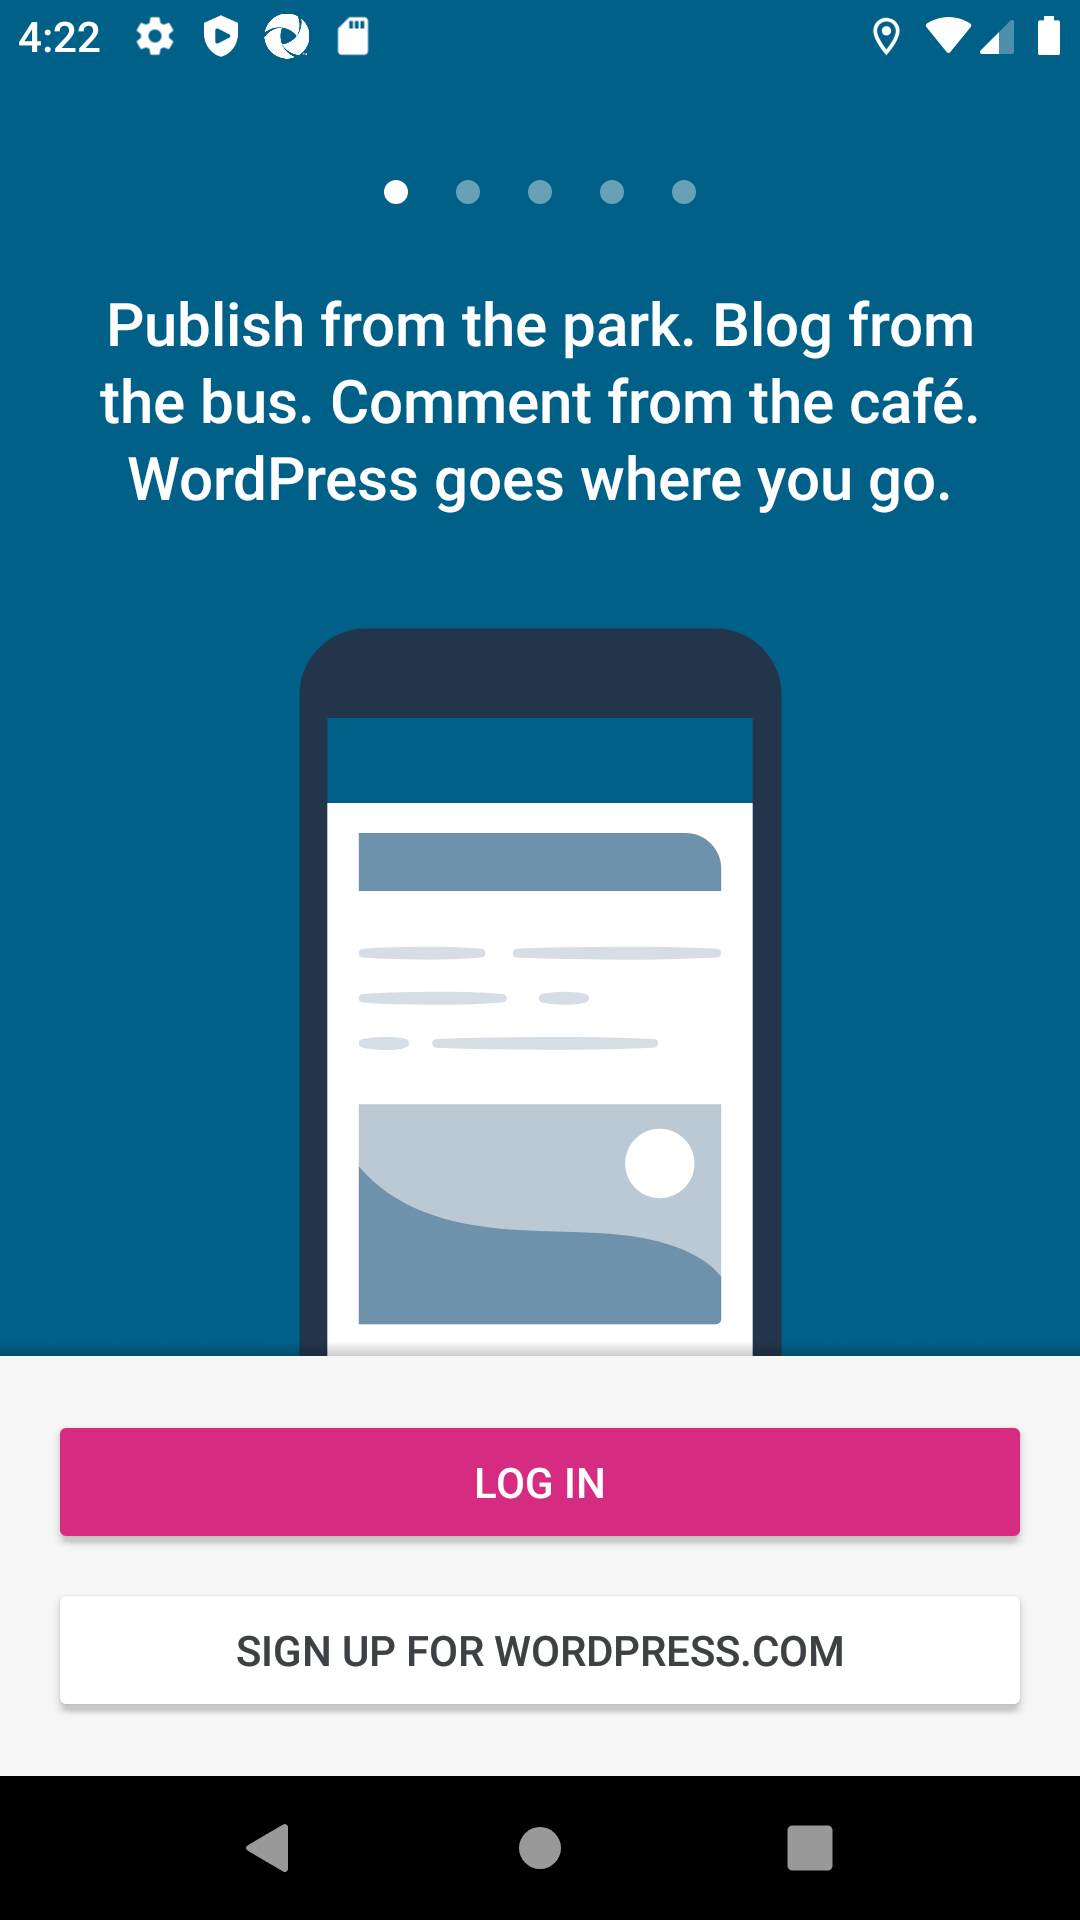 4:22
Publish from the park. Blog from
the bus. Comment from the café.
WordPress goes where you go.
LOG IN
SIGN UP FOR WORDPRESS.COM